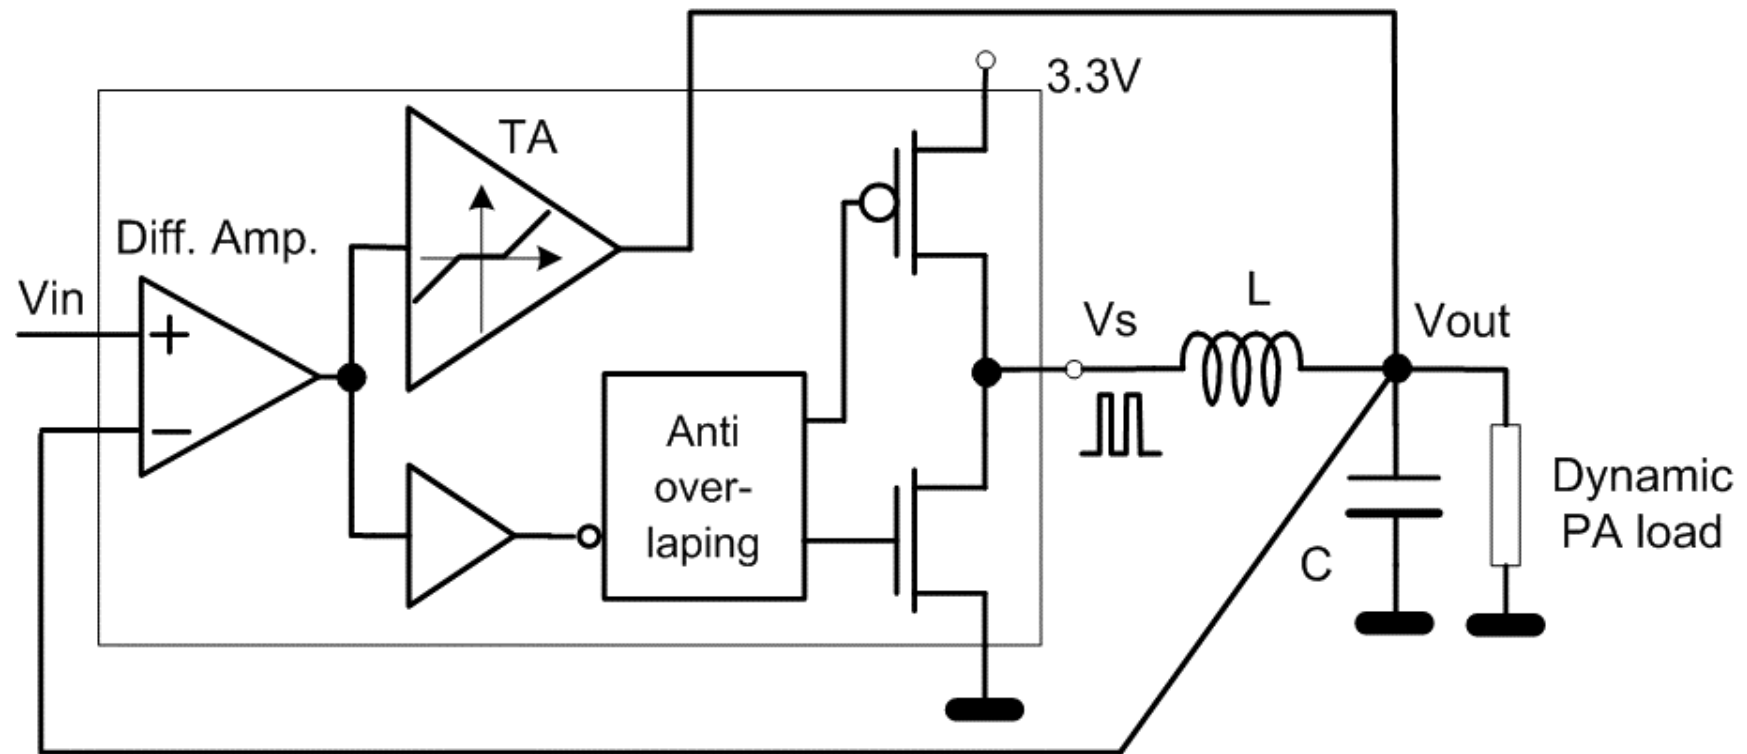 3.3V
TA
Diff. Amp.
Vin
+
−
Vs
L
Vout
Anti
over-
laping
C
Dynamic
PA load